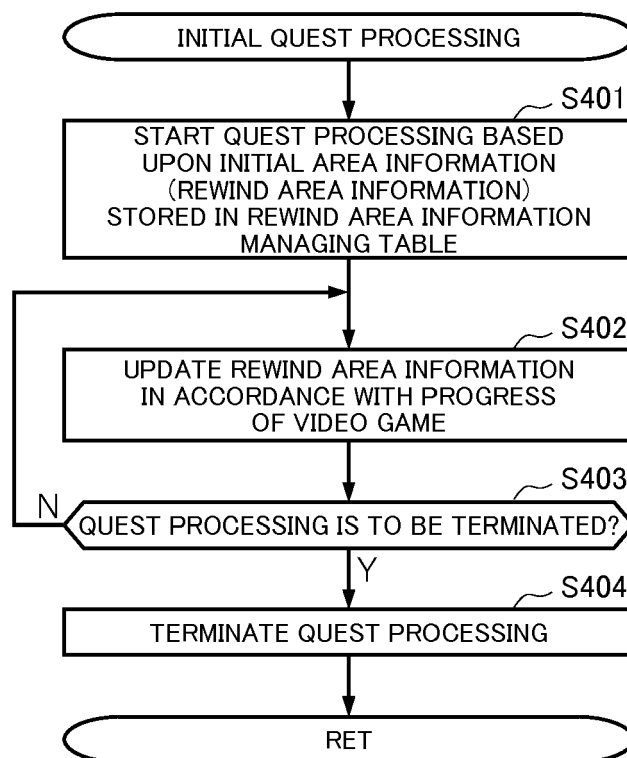 INITIAL QUEST PROCESSING
S401
START QUEST PROCESSING BASED
UPON INITIAL AREA INFORMATION
(REWIND AREA INFORMATION)
STORED IN REWIND AREA INFORMATION
MANAGING TABLE
S402
UPDATE REWIND AREA INFORMATION
IN ACCORDANCE WITH PROGRESS
OF VIDEO GAME
S403
N
QUEST PROCESSING IS TO BE TERMINATED?
Y
S404
TERMINATE QUEST PROCESSING
RET